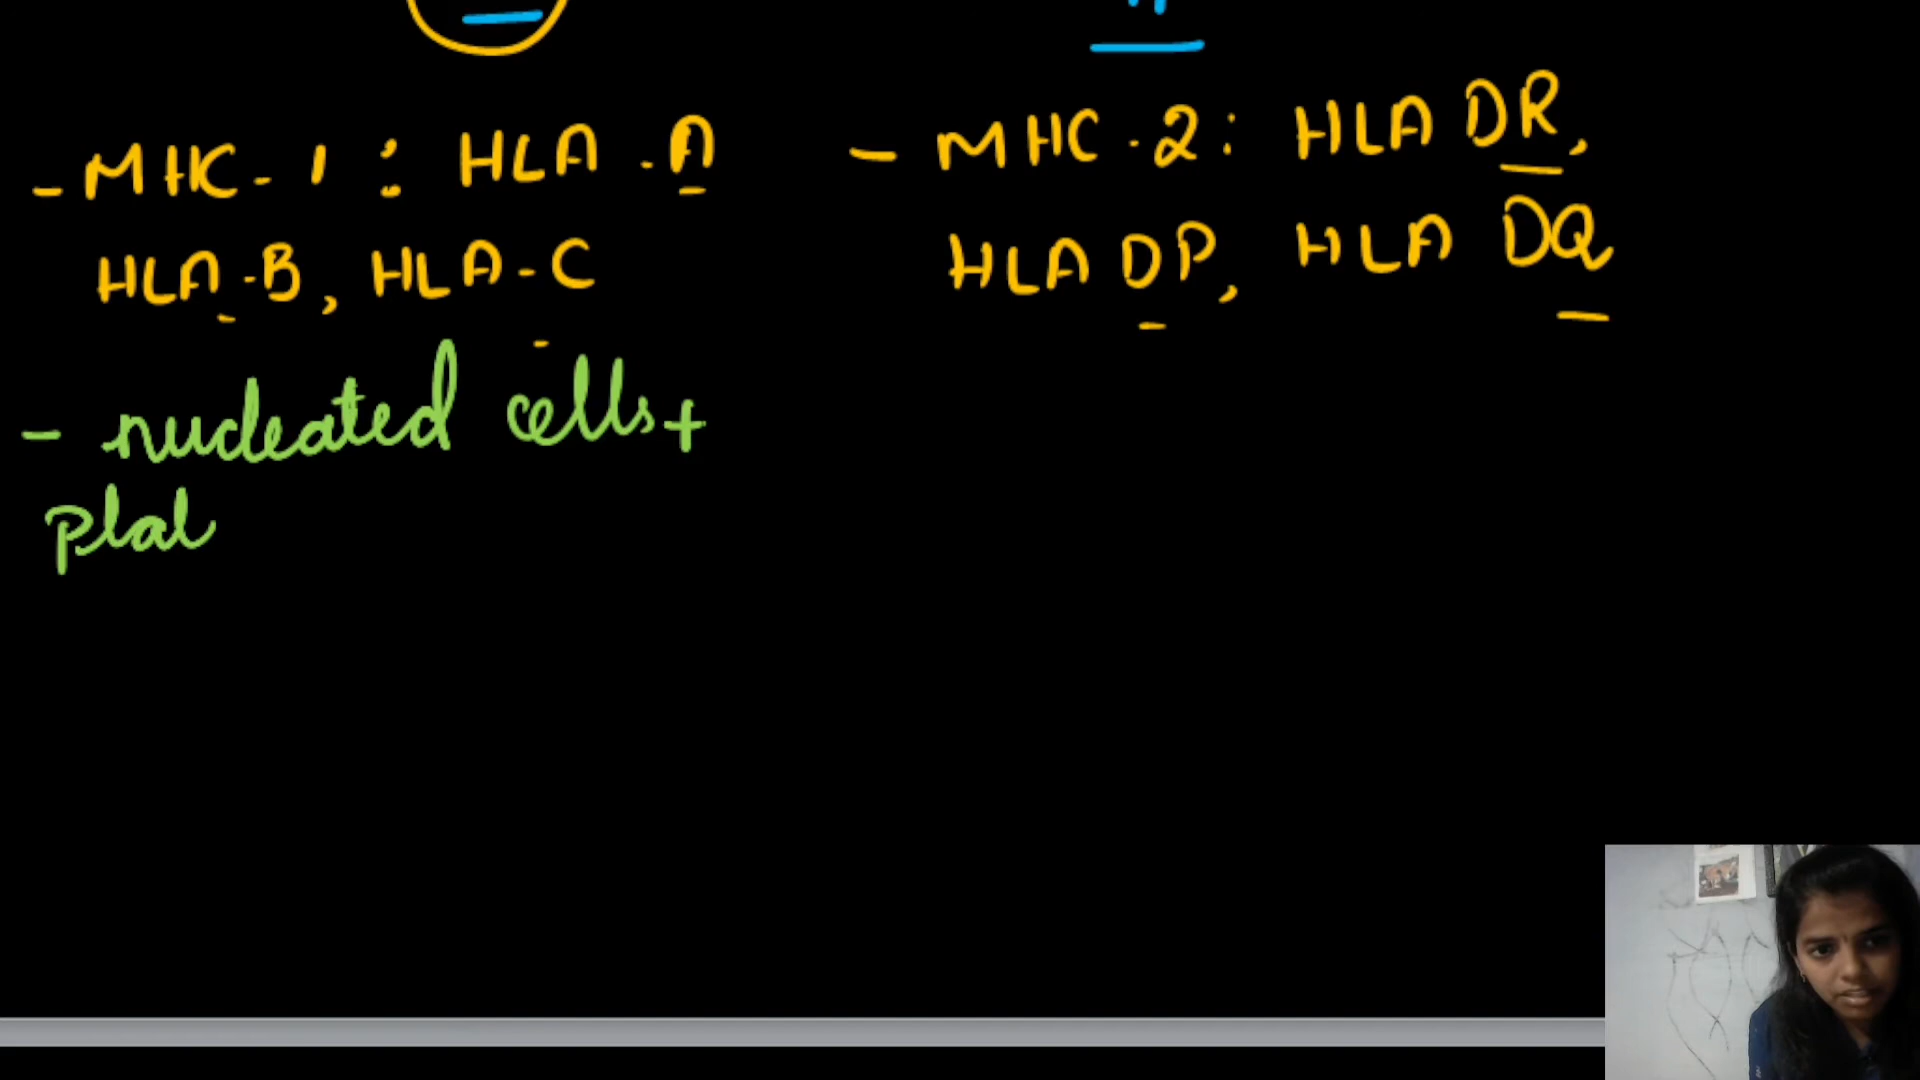 - MHC - 1 : HLA - A
HLA - B, HLA - C
- nucleated cells +
plat
- MHC - 2 : HLA DR,
HLA DP, HLA DQ